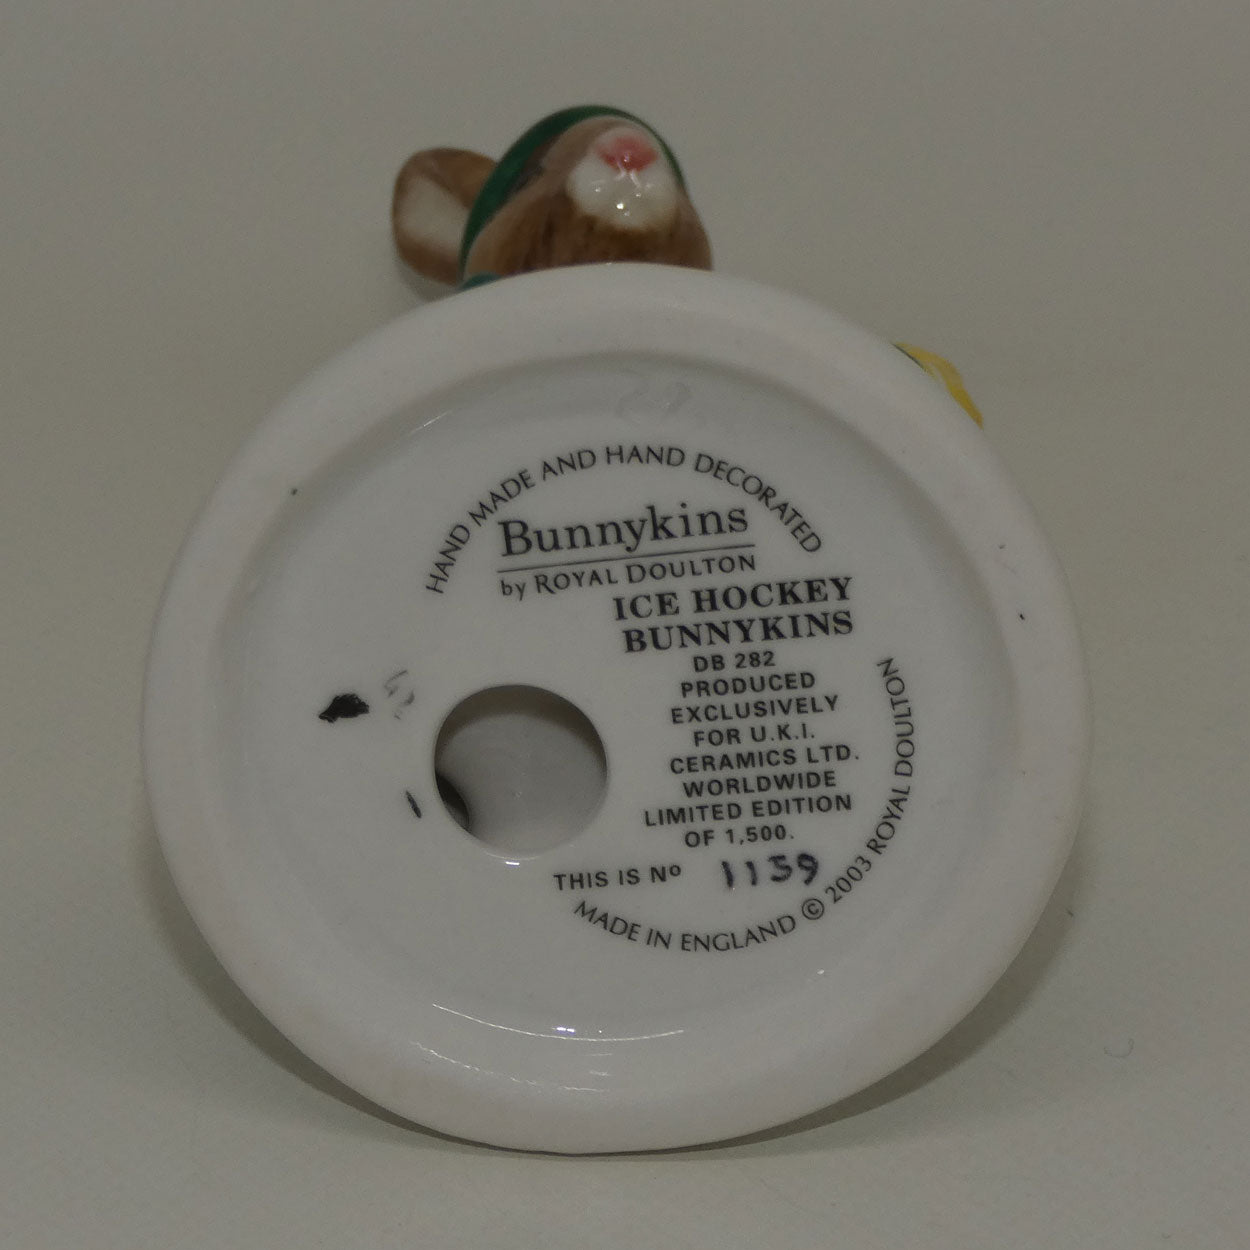 HAND MADE AND HAND DECORATED
Bunnykins
by ROYAL DOULTON
ICE HOCKEY
BUNNYKINS
DB 282
PRODUCED
EXCLUSIVELY
FOR U.K.I.
CERAMICS LTD.
WORLDWIDE
LIMITED EDITION
OF 1,500.
THIS IS Nº 1159
MADE IN ENGLAND © 2003 ROYAL DOULTON